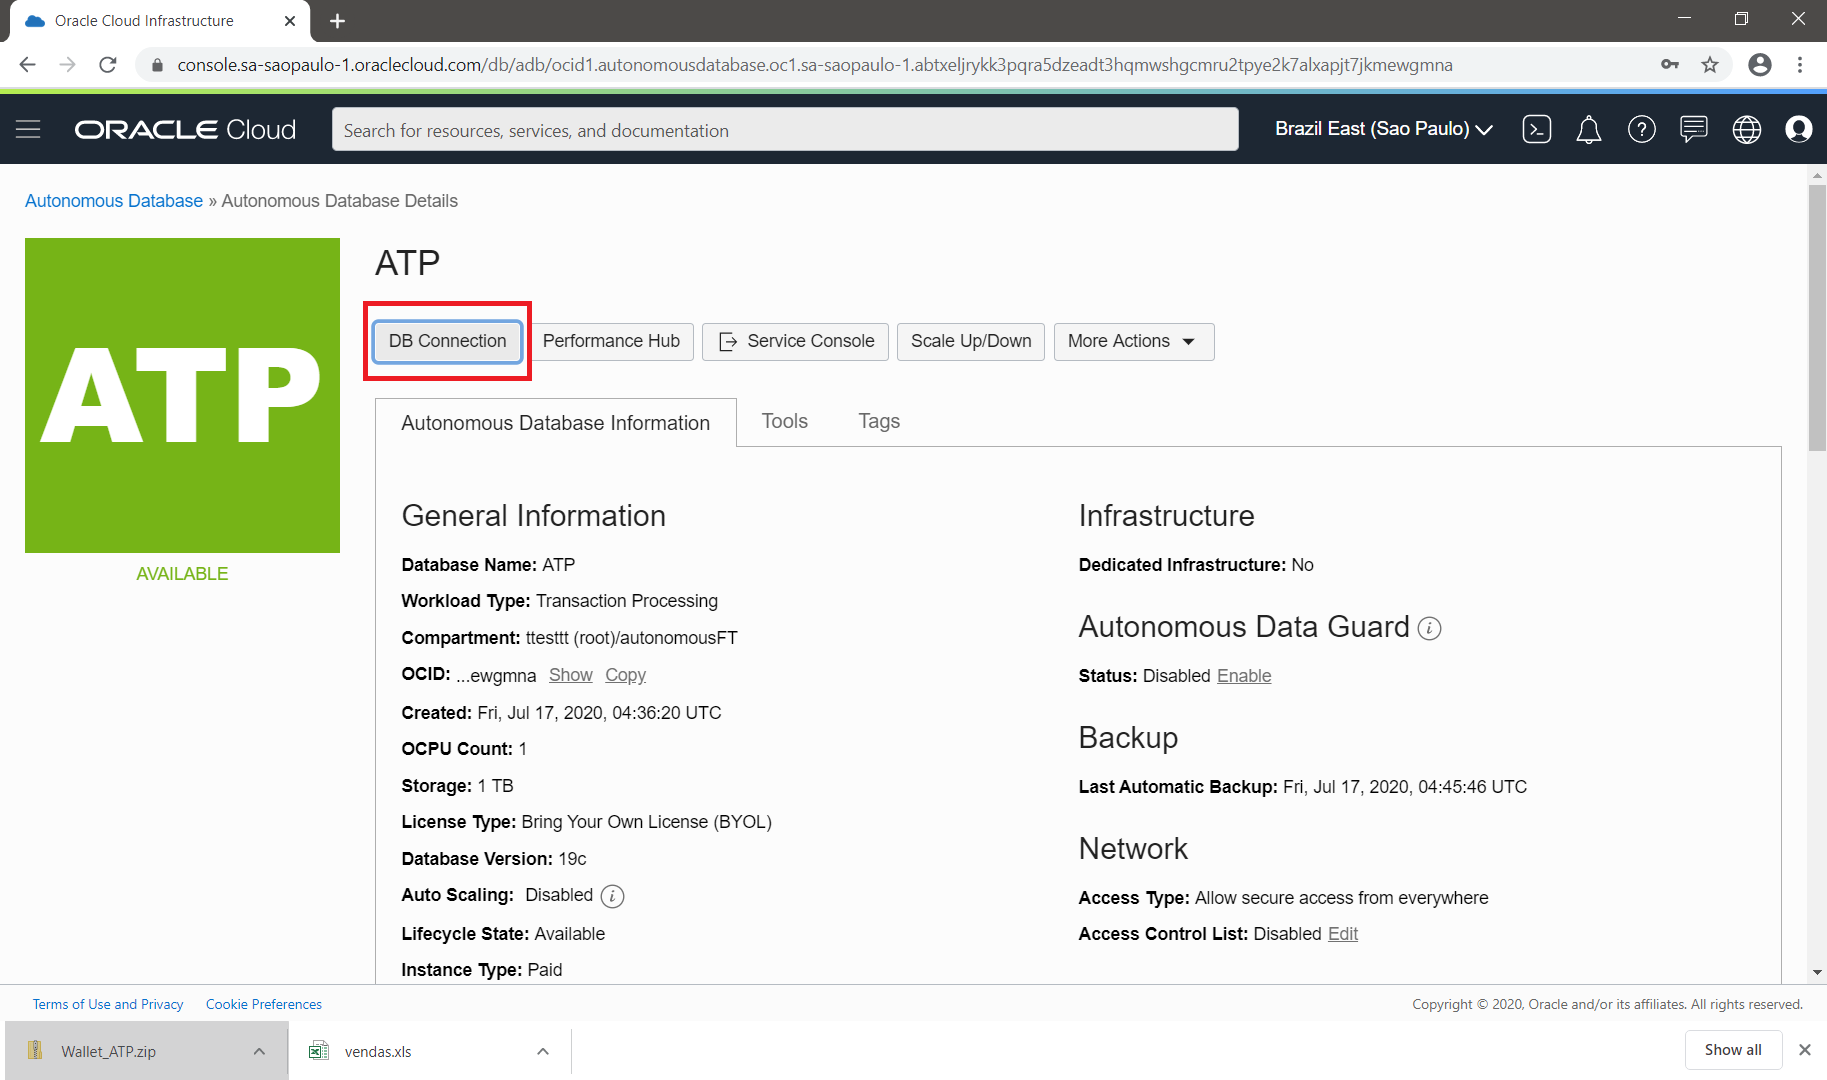 Oracle Cloud Infrastructure
console.sa-saopaulo-1.oraclecloud.com/db/adb/ocid1.autonomousdatabase.oc1.sa-saopaulo-1.abtxeljrykk3pqra5dzeadt3hqmwshgcmru2tpye2k7alxapjt7jkmewgmna
ORACLE Cloud
Search for resources, services, and documentation
Brazil East (Sao Paulo)
Autonomous Database » Autonomous Database Details
ATP
AVAILABLE
ATP
DB Connection
Performance Hub
Service Console
Scale Up/Down
More Actions
Autonomous Database Information
Tools
Tags
General Information
Database Name: ATP
Workload Type: Transaction Processing
Compartment: ttesttt (root)/autonomousFT
OCID: ...ewgmna Show Copy
Created: Fri, Jul 17, 2020, 04:36:20 UTC
OCPU Count: 1
Storage: 1 TB
License Type: Bring Your Own License (BYOL)
Database Version: 19c
Auto Scaling: Disabled
Lifecycle State: Available
Instance Type: Paid
Infrastructure
Dedicated Infrastructure: No
Autonomous Data Guard
Status: Disabled Enable
Backup
Last Automatic Backup: Fri, Jul 17, 2020, 04:45:46 UTC
Network
Access Type: Allow secure access from everywhere
Access Control List: Disabled Edit
Terms of Use and Privacy
Cookie Preferences
Copyright © 2020, Oracle and/or its affiliates. All rights reserved.
Wallet_ATP.zip
vendas.xls
Show all